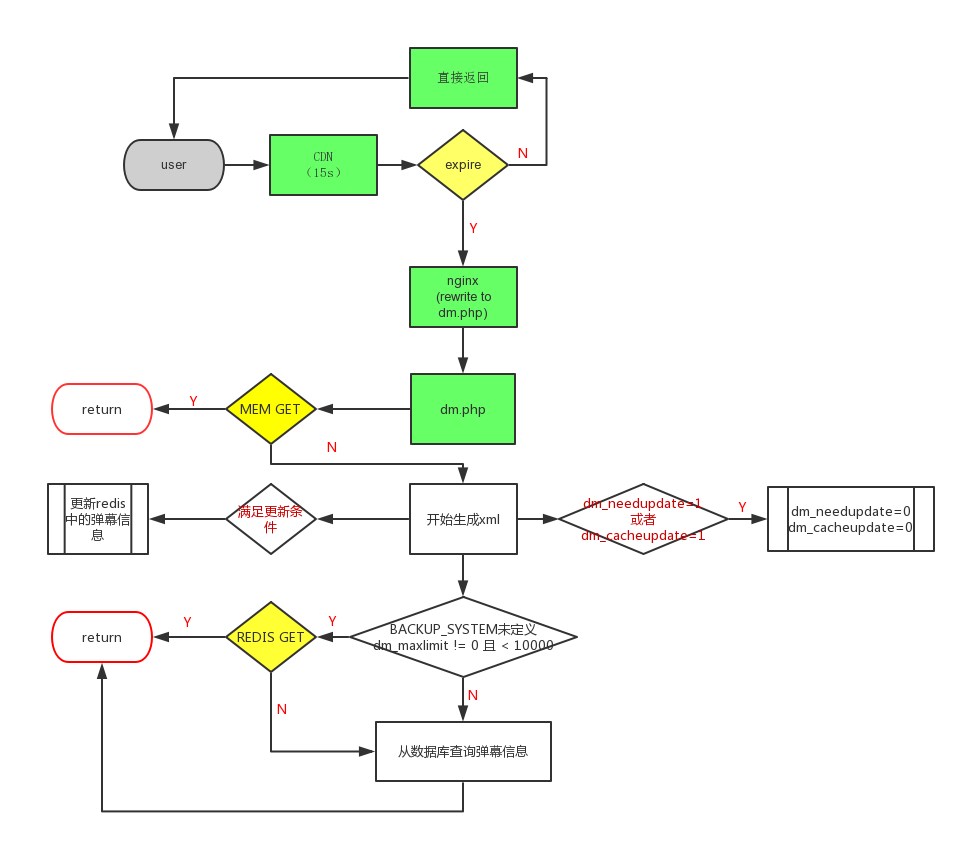 直接返回
user
CDN
（15s）
expire
N
Y
nginx
(rewrite to
dm.php)
return
Y
MEM GET
dm.php
N
更新redis
中的弹幕信
息
满足更新条
件
开始生成xml
dm_needupdate=1
或者
dm_cacheupdate=1
Y
dm_needupdate=0
dm_cacheupdate=0
return
Y
REDIS GET
Y
BACKUP_SYSTEM未定义
dm_maxlimit != 0 且 < 10000
N
N
从数据库查询弹幕信息